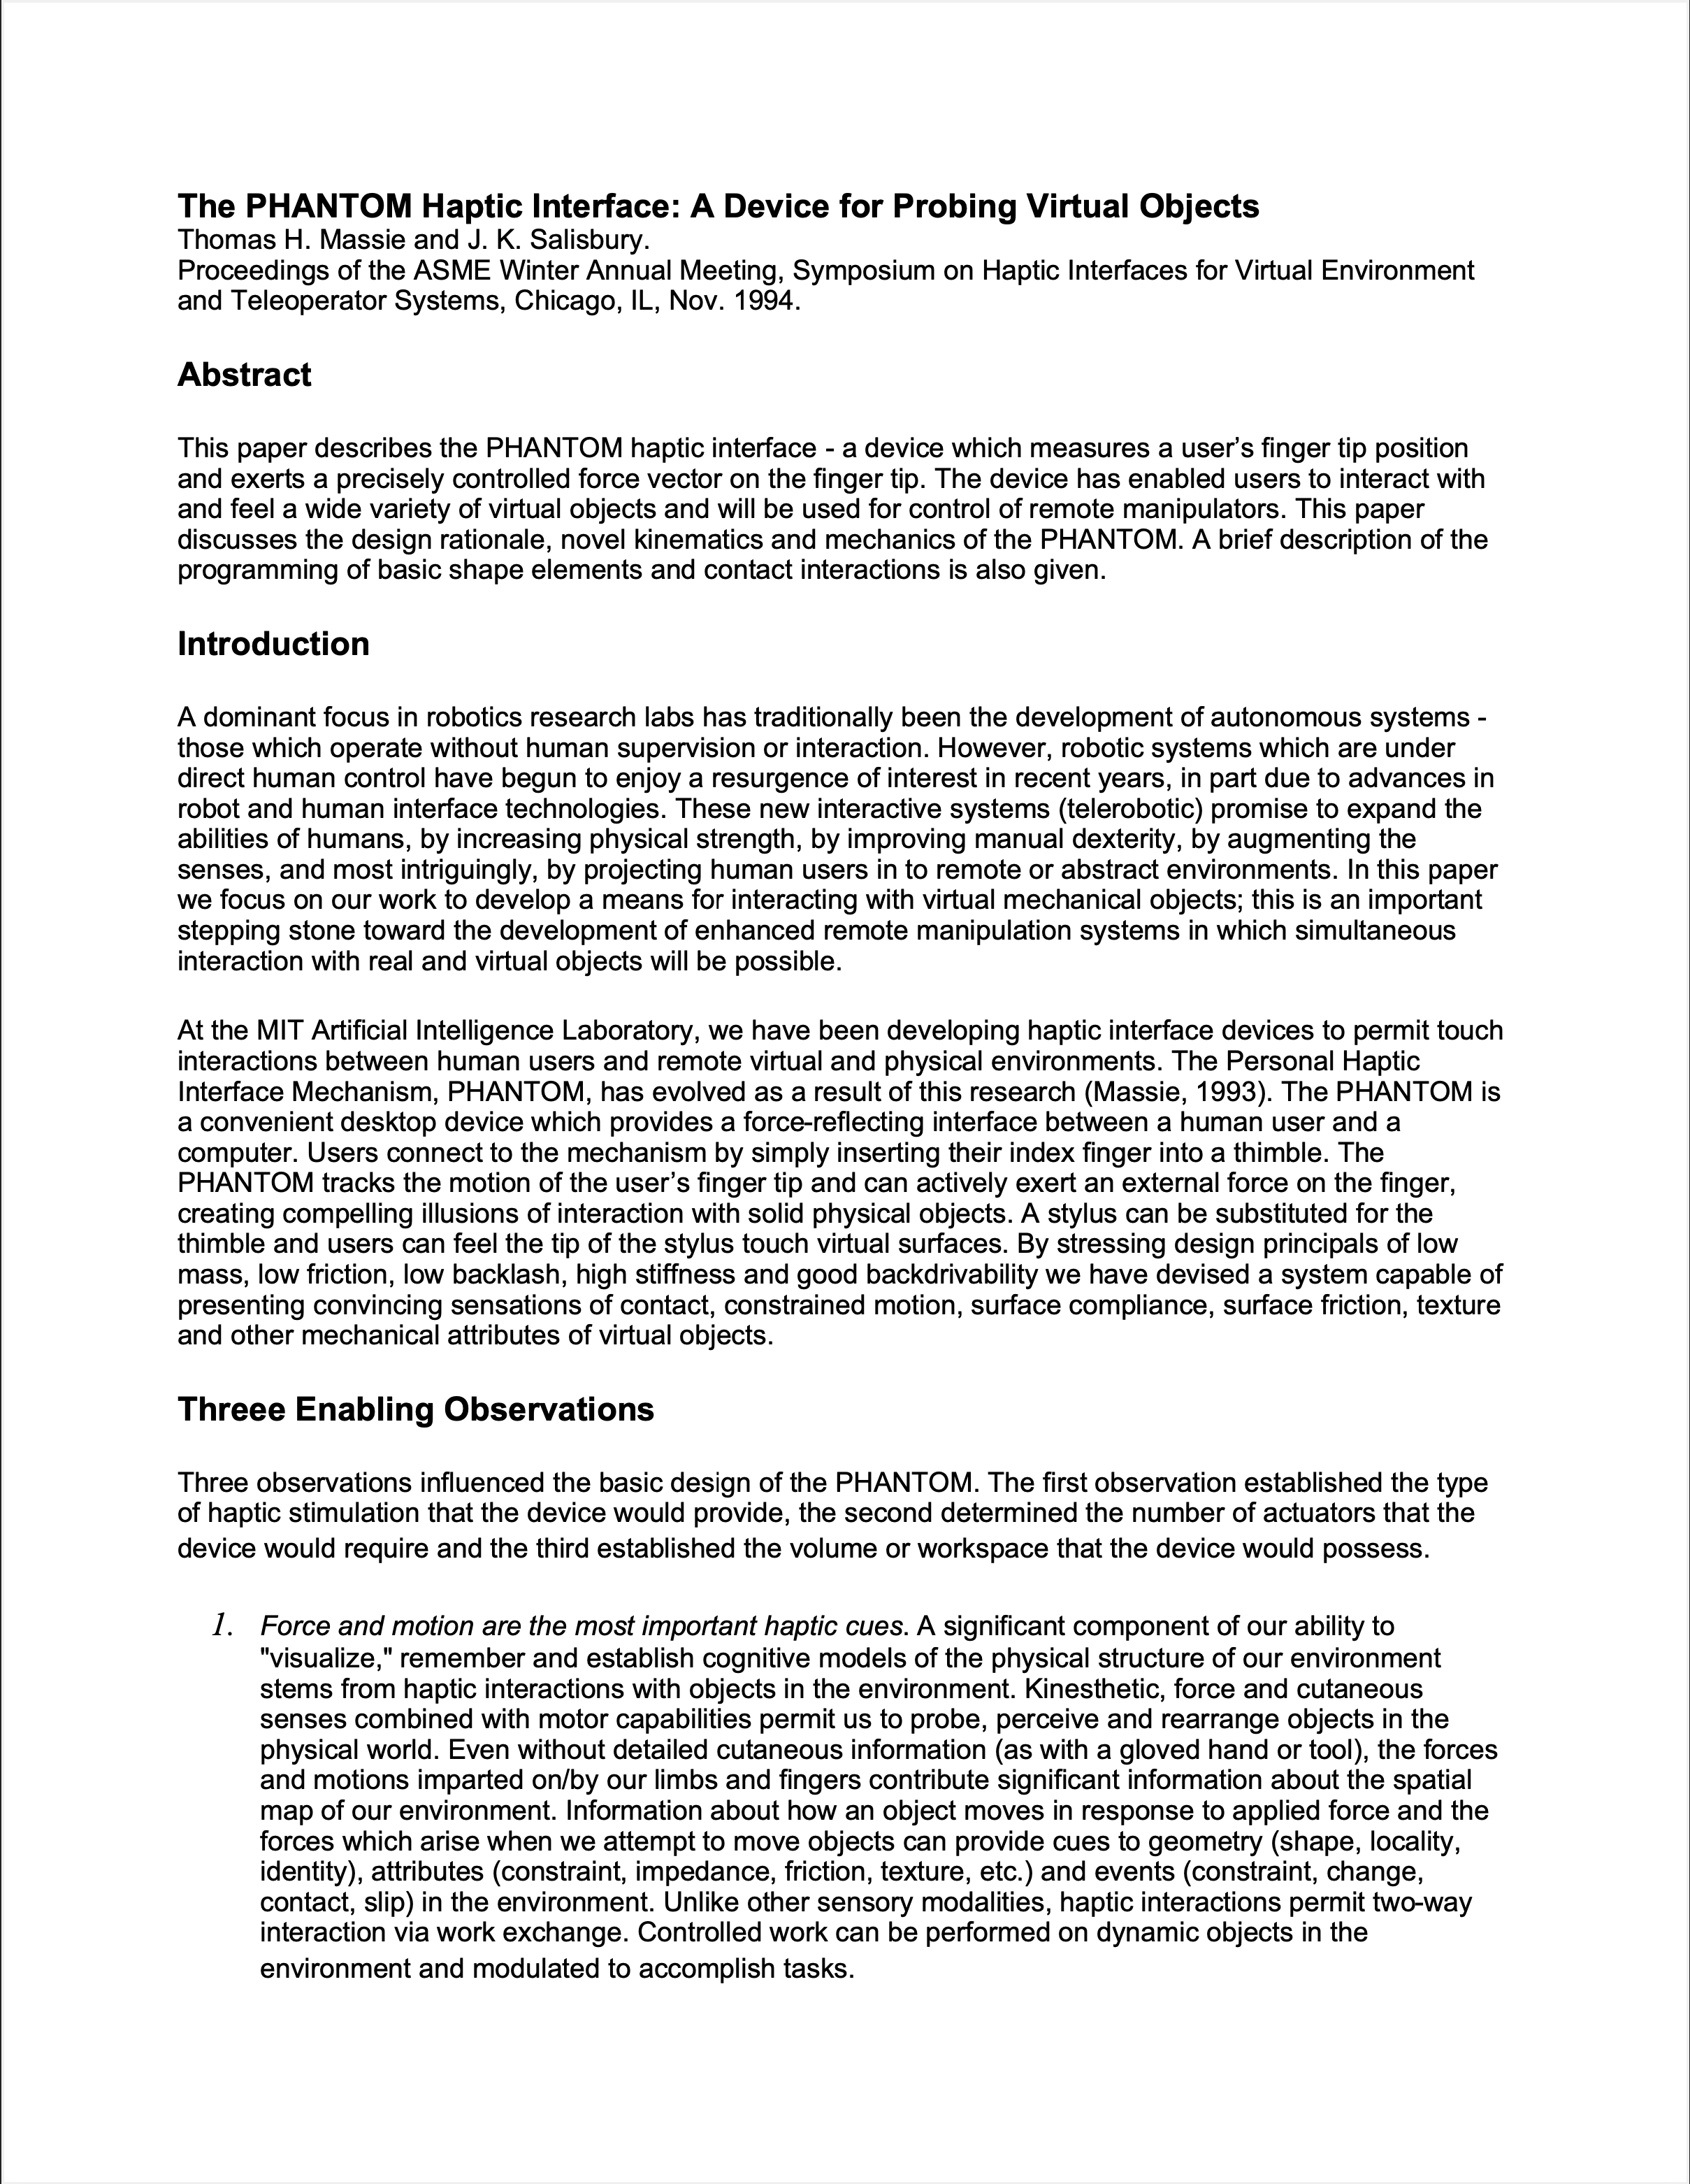 The PHANTOM Haptic Interface: A Device for Probing Virtual Objects
Thomas H. Massie and J. K. Salisbury.
Proceedings of the ASME Winter Annual Meeting, Symposium on Haptic Interfaces for Virtual Environment
and Teleoperator Systems, Chicago, IL, Nov. 1994.
Abstract
This paper describes the PHANTOM haptic interface - a device which measures a user’s finger tip position
and exerts a precisely controlled force vector on the finger tip. The device has enabled users to interact with
and feel a wide variety of virtual objects and will be used for control of remote manipulators. This paper
discusses the design rationale, novel kinematics and mechanics of the PHANTOM. A brief description of the
programming of basic shape elements and contact interactions is also given.
Introduction
A dominant focus in robotics research labs has traditionally been the development of autonomous systems -
those which operate without human supervision or interaction. However, robotic systems which are under
direct human control have begun to enjoy a resurgence of interest in recent years, in part due to advances in
robot and human interface technologies. These new interactive systems (telerobotic) promise to expand the
abilities of humans, by increasing physical strength, by improving manual dexterity, by augmenting the
senses, and most intriguingly, by projecting human users in to remote or abstract environments. In this paper
we focus on our work to develop a means for interacting with virtual mechanical objects; this is an important
stepping stone toward the development of enhanced remote manipulation systems in which simultaneous
interaction with real and virtual objects will be possible.
At the MIT Artificial Intelligence Laboratory, we have been developing haptic interface devices to permit touch
interactions between human users and remote virtual and physical environments. The Personal Haptic
Interface Mechanism, PHANTOM, has evolved as a result of this research (Massie, 1993). The PHANTOM is
a convenient desktop device which provides a force-reflecting interface between a human user and a
computer. Users connect to the mechanism by simply inserting their index finger into a thimble. The
PHANTOM tracks the motion of the user’s finger tip and can actively exert an external force on the finger,
creating compelling illusions of interaction with solid physical objects. A stylus can be substituted for the
thimble and users can feel the tip of the stylus touch virtual surfaces. By stressing design principals of low
mass, low friction, low backlash, high stiffness and good backdrivability we have devised a system capable of
presenting convincing sensations of contact, constrained motion, surface compliance, surface friction, texture
and other mechanical attributes of virtual objects.
Threee Enabling Observations
Three observations influenced the basic design of the PHANTOM. The first observation established the type
of haptic stimulation that the device would provide, the second determined the number of actuators that the
device would require and the third established the volume or workspace that the device would possess.
1. Force and motion are the most important haptic cues. A significant component of our ability to
"visualize," remember and establish cognitive models of the physical structure of our environment
stems from haptic interactions with objects in the environment. Kinesthetic, force and cutaneous
senses combined with motor capabilities permit us to probe, perceive and rearrange objects in the
physical world. Even without detailed cutaneous information (as with a gloved hand or tool), the forces
and motions imparted on/by our limbs and fingers contribute significant information about the spatial
map of our environment. Information about how an object moves in response to applied force and the
forces which arise when we attempt to move objects can provide cues to geometry (shape, locality,
identity), attributes (constraint, impedance, friction, texture, etc.) and events (constraint, change,
contact, slip) in the environment. Unlike other sensory modalities, haptic interactions permit two-way
interaction via work exchange. Controlled work can be performed on dynamic objects in the
environment and modulated to accomplish tasks.